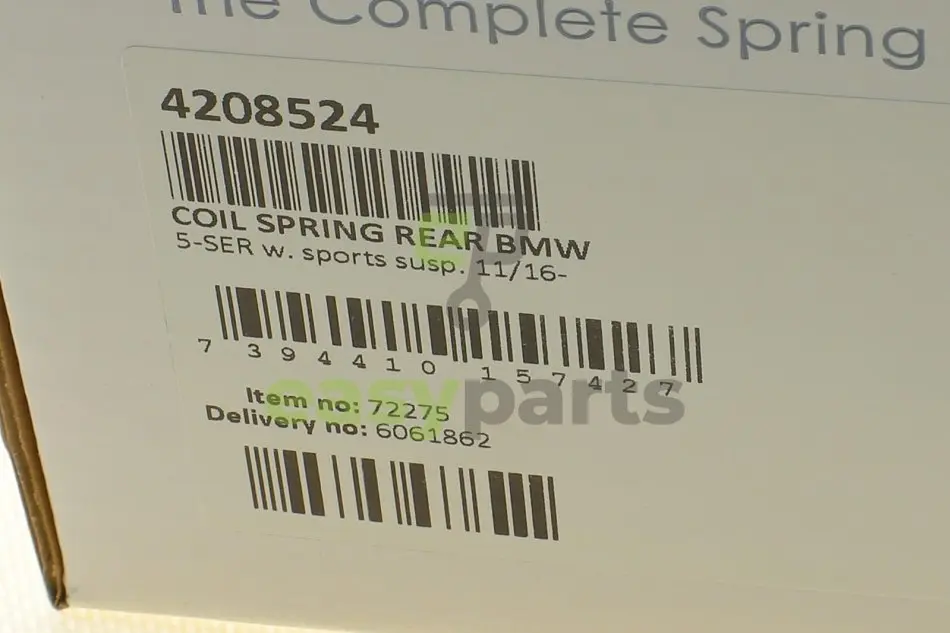 The Complete Spring
4208524
COIL SPRING REAR BMW
5-SER w. sports susp. 11/16-
7 394410 157427
Item no: 72275
Delivery no: 6061862
easyparts